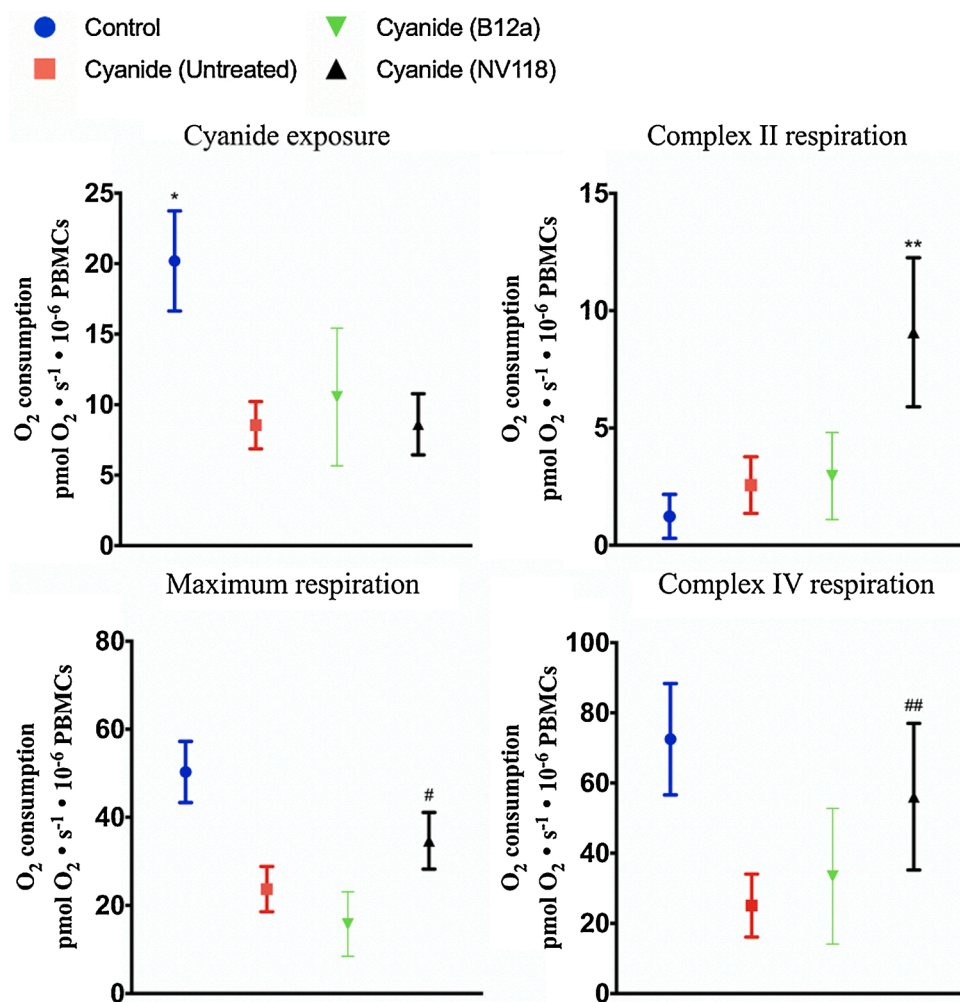 Control
Cyanide (Untreated)
Cyanide (B12a)
Cyanide (NV118)
Cyanide exposure
O₂ consumption
pmol O₂ • s⁻¹ • 10⁻⁶ PBMCs
25
20
15
10
5
0
*
Complex II respiration
O₂ consumption
pmol O₂ • s⁻¹ • 10⁻⁶ PBMCs
15
10
5
0
**
Maximum respiration
O₂ consumption
pmol O₂ • s⁻¹ • 10⁻⁶ PBMCs
80
60
40
20
0
#
Complex IV respiration
O₂ consumption
pmol O₂ • s⁻¹ • 10⁻⁶ PBMCs
100
80
60
40
20
0
##